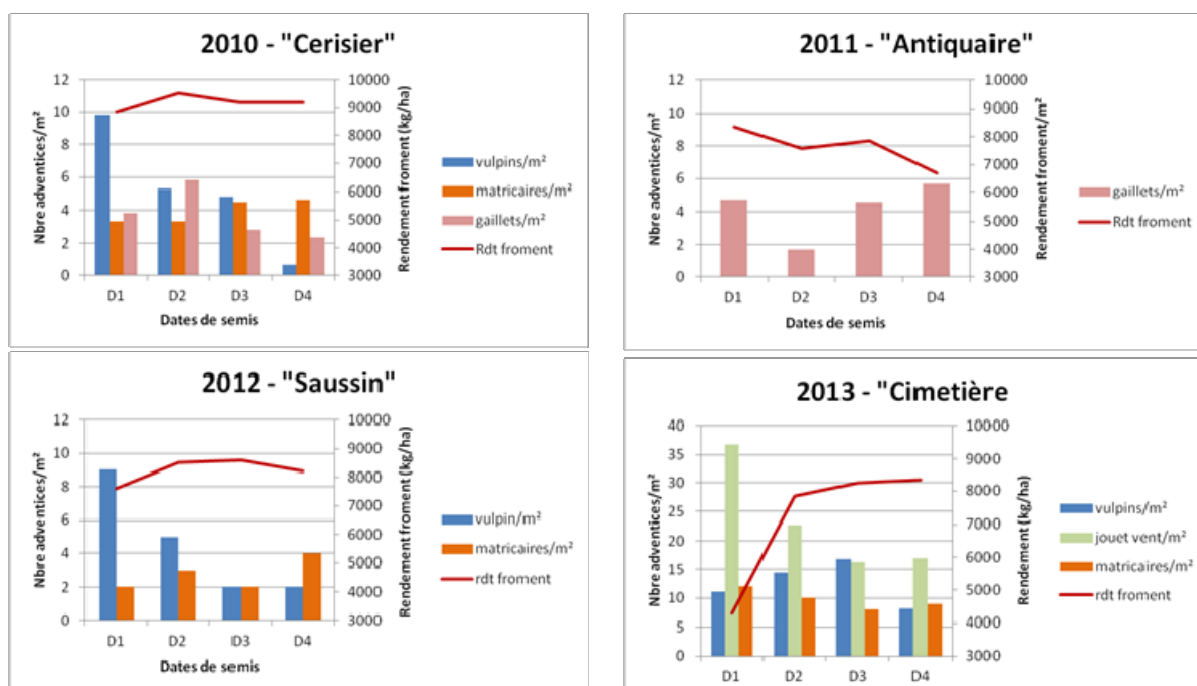 2010 - "Cerisier"
Nbre adventices/m²
12
10
8
6
4
2
0
10000
9000
8000
7000
6000
5000
4000
3000
Rendement froment (kg/ha)
D1 D2 D3 D4
Dates de semis
vulpins/m²
matricaires/m²
gaillets/m²
Rdt froment
2011 - "Antiquaire"
Nbre adventices/m²
12
10
8
6
4
2
0
10000
9000
8000
7000
6000
5000
4000
3000
Rendement froment/m²
D1 D2 D3 D4
Dates de semis
gaillets/m²
Rdt froment
2012 - "Saussin"
Nbre adventices/m²
12
10
8
6
4
2
0
10000
9000
8000
7000
6000
5000
4000
3000
Rendement froment (kg/ha)
D1 D2 D3 D4
Dates de semis
vulpin/m²
matricaires/m²
rdt froment
2013 - "Cimetière
Nbre adventices/m²
40
35
30
25
20
15
10
5
0
10000
9000
8000
7000
6000
5000
4000
3000
Rendement (kg/ha)
D1 D2 D3 D4
vulpins/m²
jouet vent/m²
matricaires/m²
rdt froment